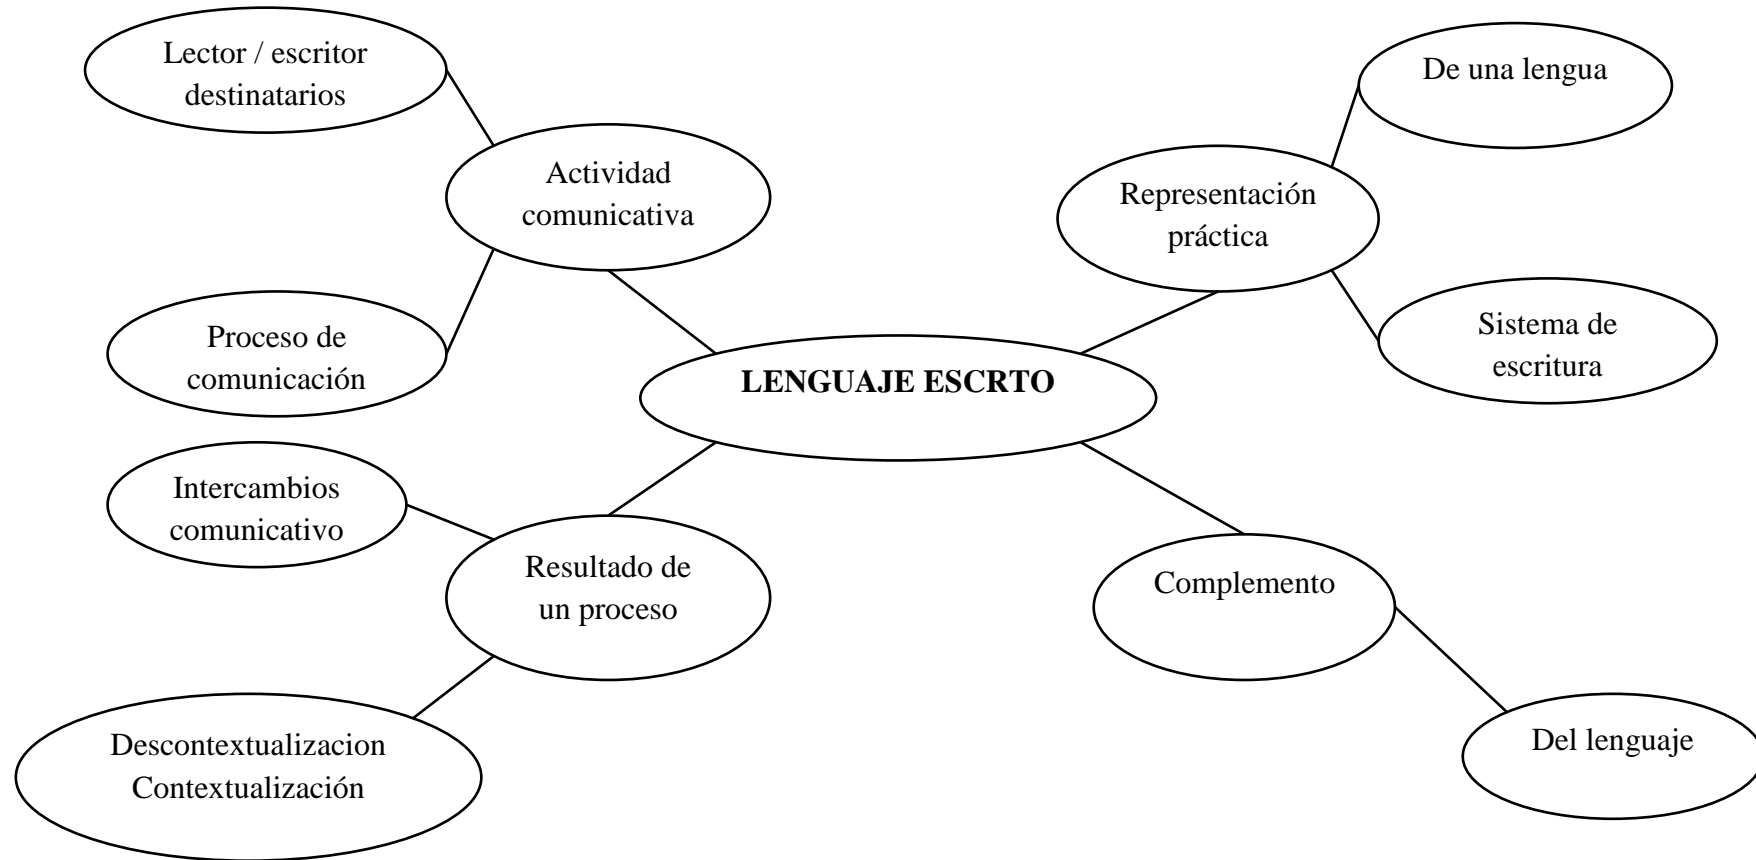 Lector / escritor
destinatarios
De una lengua
Actividad
comunicativa
Representación
práctica
Proceso de
comunicación
Sistema de
escritura
LENGUAJE ESCRTO
Intercambios
comunicativo
Resultado de
un proceso
Complemento
Descontextualizacion
Contextualización
Del lenguaje